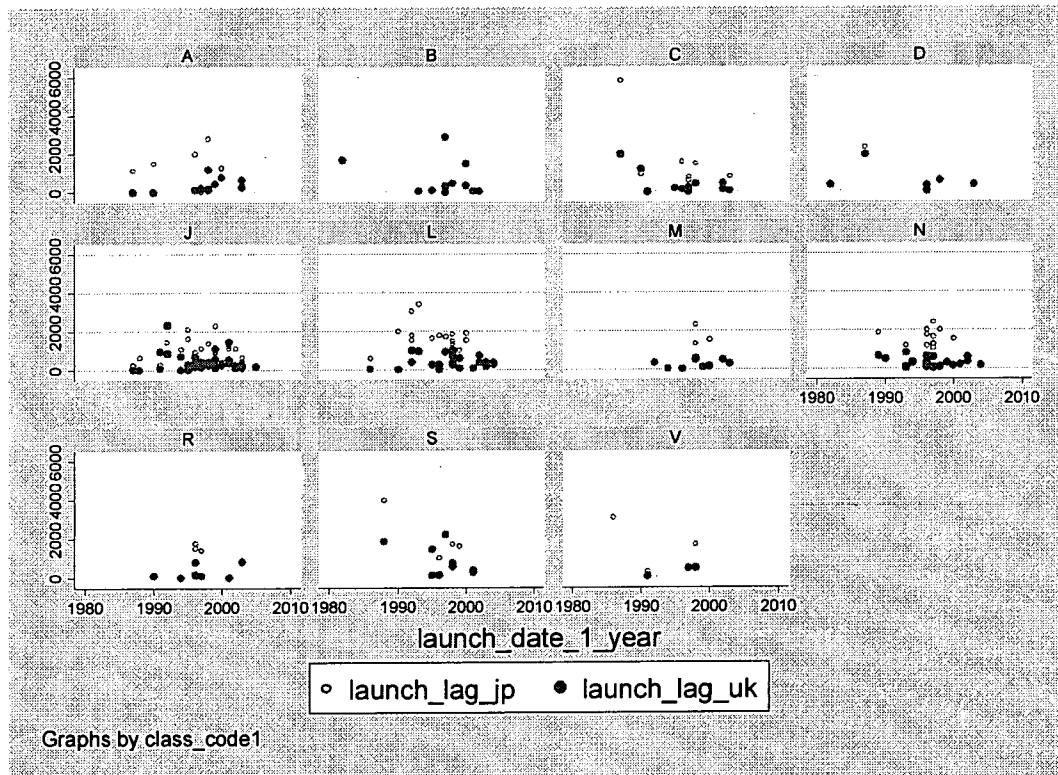 A B C D
0 2000 4000 6000
J L M N
0 2000 4000 6000
1980 1990 2000 2010
R S V
0 2000 4000 6000
1980 1990 2000 2010 1980 1990 2000 2010 1980 1990 2000 2010
launch_date_1_year
launch_lag_jp launch_lag_uk
Graphs by class_code1